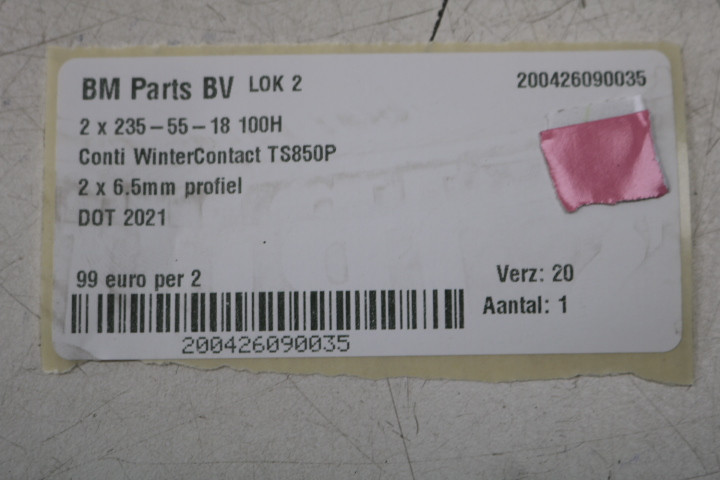 BM Parts BV LOK 2 200426090035
2 x 235-55-18 100H
Conti WinterContact TS850P
2 x 6.5mm profiel
DOT 2021
99 euro per 2 Verz: 20
Aantal: 1
200426090035